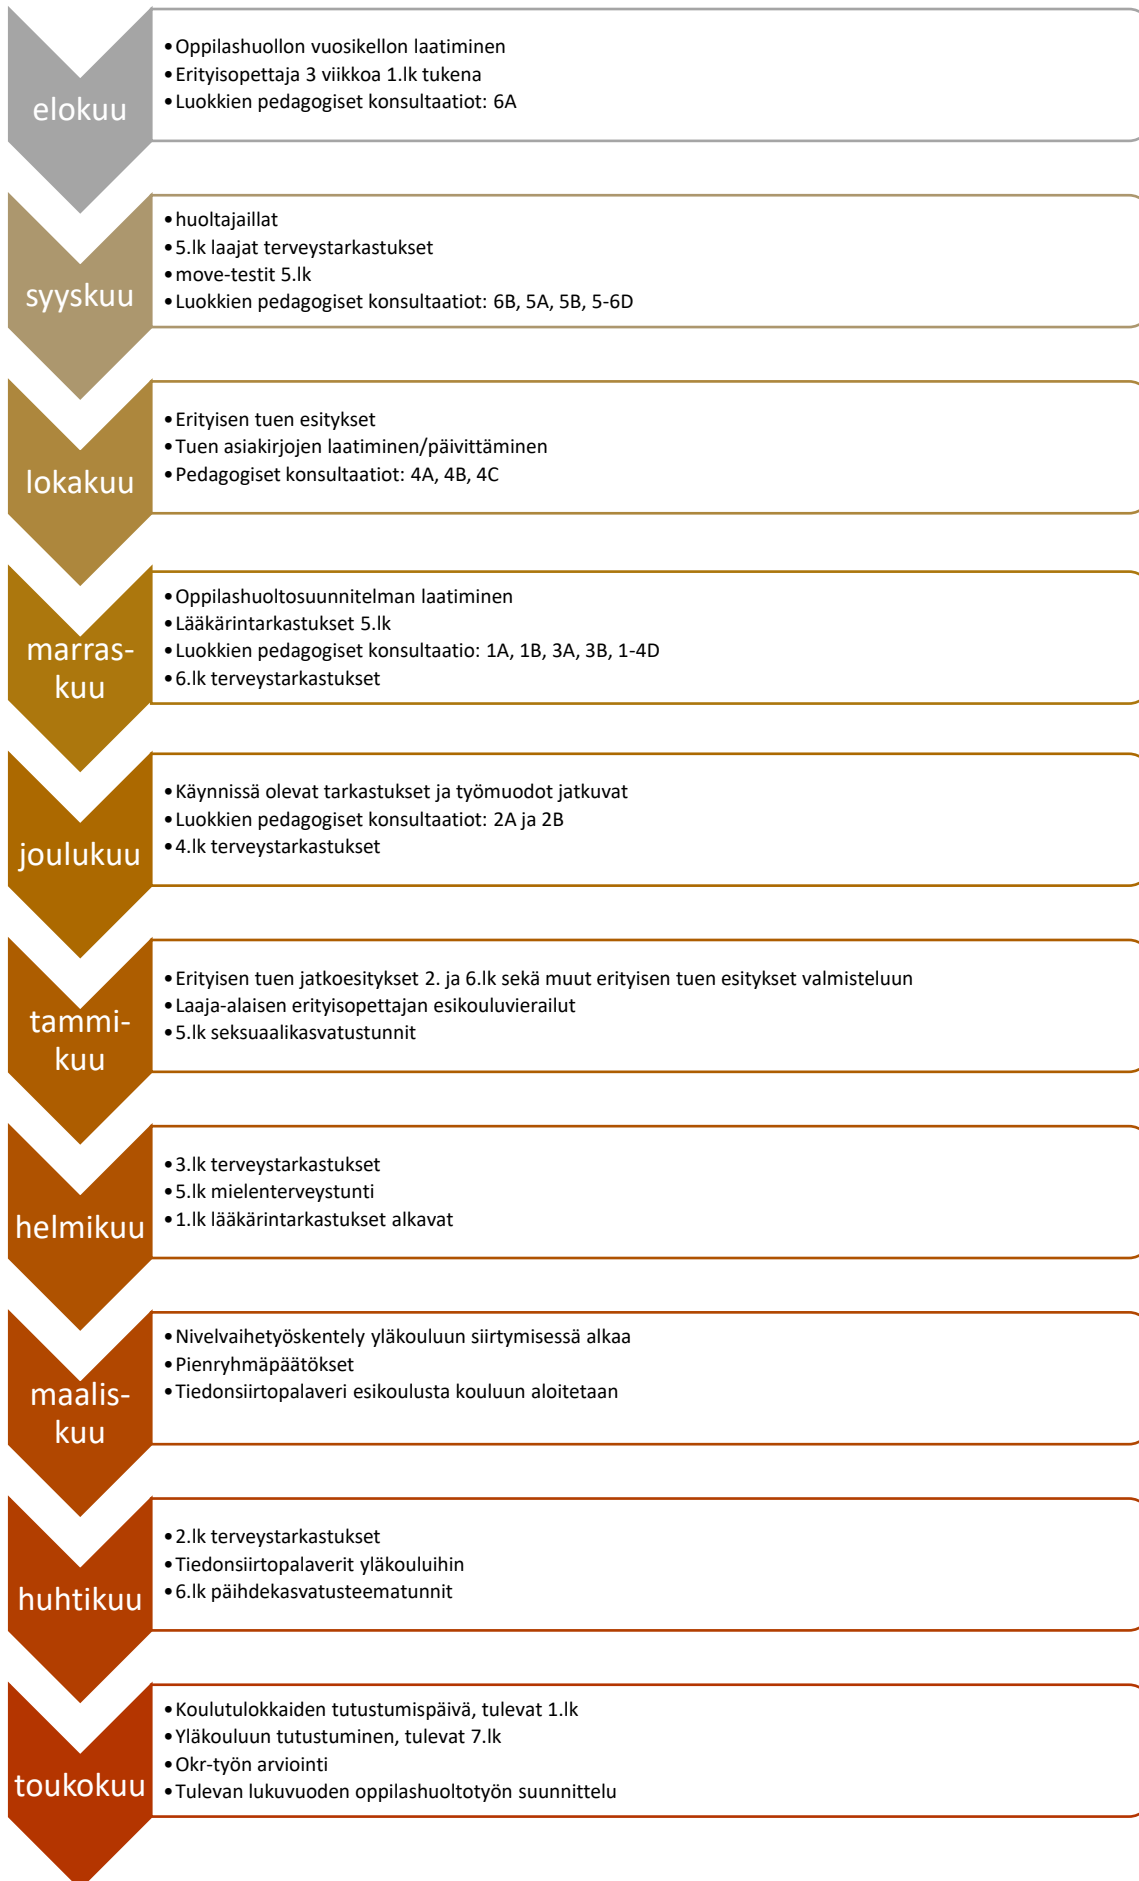 elokuu
•Oppilashuollon vuosikellon laatiminen
•Erityisopettaja 3 viikkoa 1.lk tukena
•Luokkien pedagogiset konsultaatiot: 6A
syyskuu
•huoltajaillat
•5.lk laajat terveystarkastukset
•move-testit 5.lk
•Luokkien pedagogiset konsultaatiot: 6B, 5A, 5B, 5-6D
lokakuu
•Erityisen tuen esitykset
•Tuen asiakirjojen laatiminen/päivittäminen
•Pedagogiset konsultaatiot: 4A, 4B, 4C
marras-
kuu
•Oppilashuoltosuunnitelman laatiminen
•Lääkärintarkastukset 5.lk
•Luokkien pedagogiset konsultaatio: 1A, 1B, 3A, 3B, 1-4D
•6.lk terveystarkastukset
joulukuu
•Käynnissä olevat tarkastukset ja työmuodot jatkuvat
•Luokkien pedagogiset konsultaatiot: 2A ja 2B
•4.lk terveystarkastukset
tammi-
kuu
•Erityisen tuen jatkoesitykset 2. ja 6.lk sekä muut erityisen tuen esitykset valmisteluun
•Laaja-alaisen erityisopettajan esikouluvierailut
•5.lk seksuaalikasvatustunnit
helmikuu
•3.lk terveystarkastukset
•5.lk mielenterveystunti
•1.lk lääkärintarkastukset alkavat
maalis-
kuu
•Nivelvaihetyöskentely yläkouluun siirtymisessä alkaa
•Pienryhmäpäätökset
•Tiedonsiirtopalaveri esikoulusta kouluun aloitetaan
huhtikuu
•2.lk terveystarkastukset
•Tiedonsiirtopalaverit yläkouluihin
•6.lk päihdekasvatusteematunnit
toukokuu
•Koulutulokkaiden tutustumispäivä, tulevat 1.lk
•Yläkouluun tutustuminen, tulevat 7.lk
•Okr-työn arviointi
•Tulevan lukuvuoden oppilashuoltotyön suunnittelu